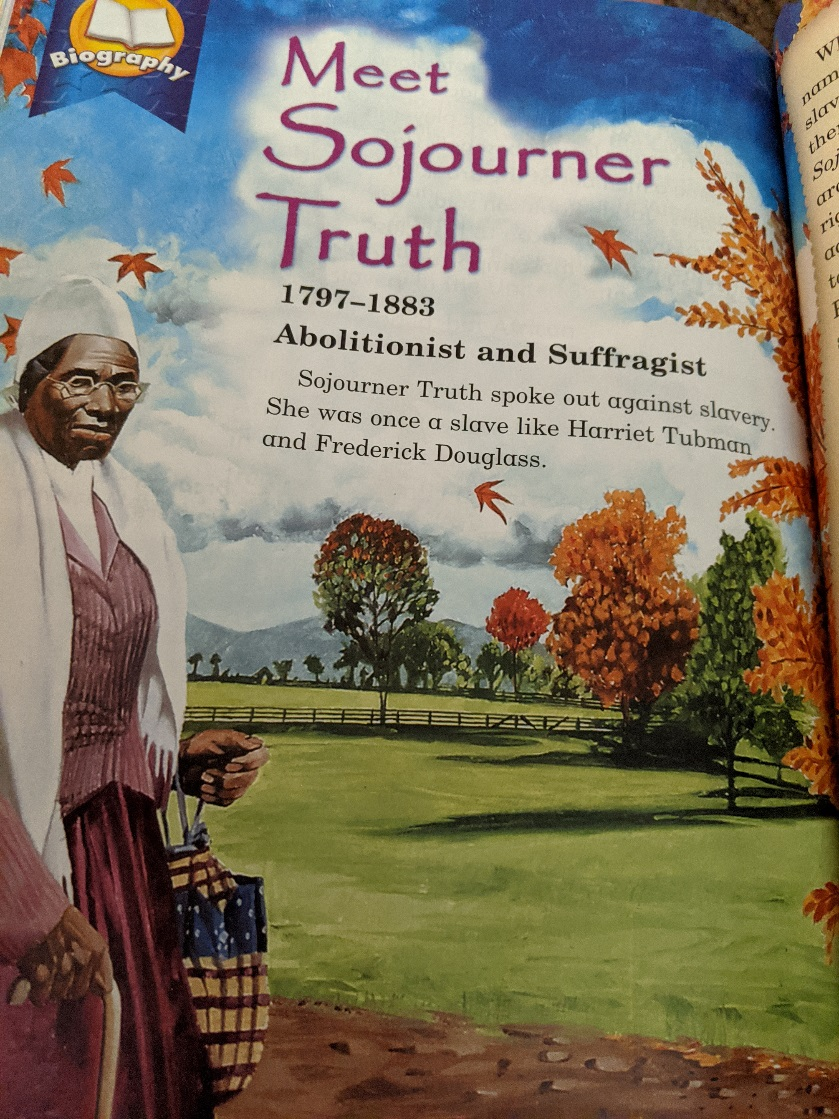 Biography
Meet
Sojourner
Truth
1797–1883
Abolitionist and Suffragist
Sojourner Truth spoke out against slavery.
She was once a slave like Harriet Tubman
and Frederick Douglass.